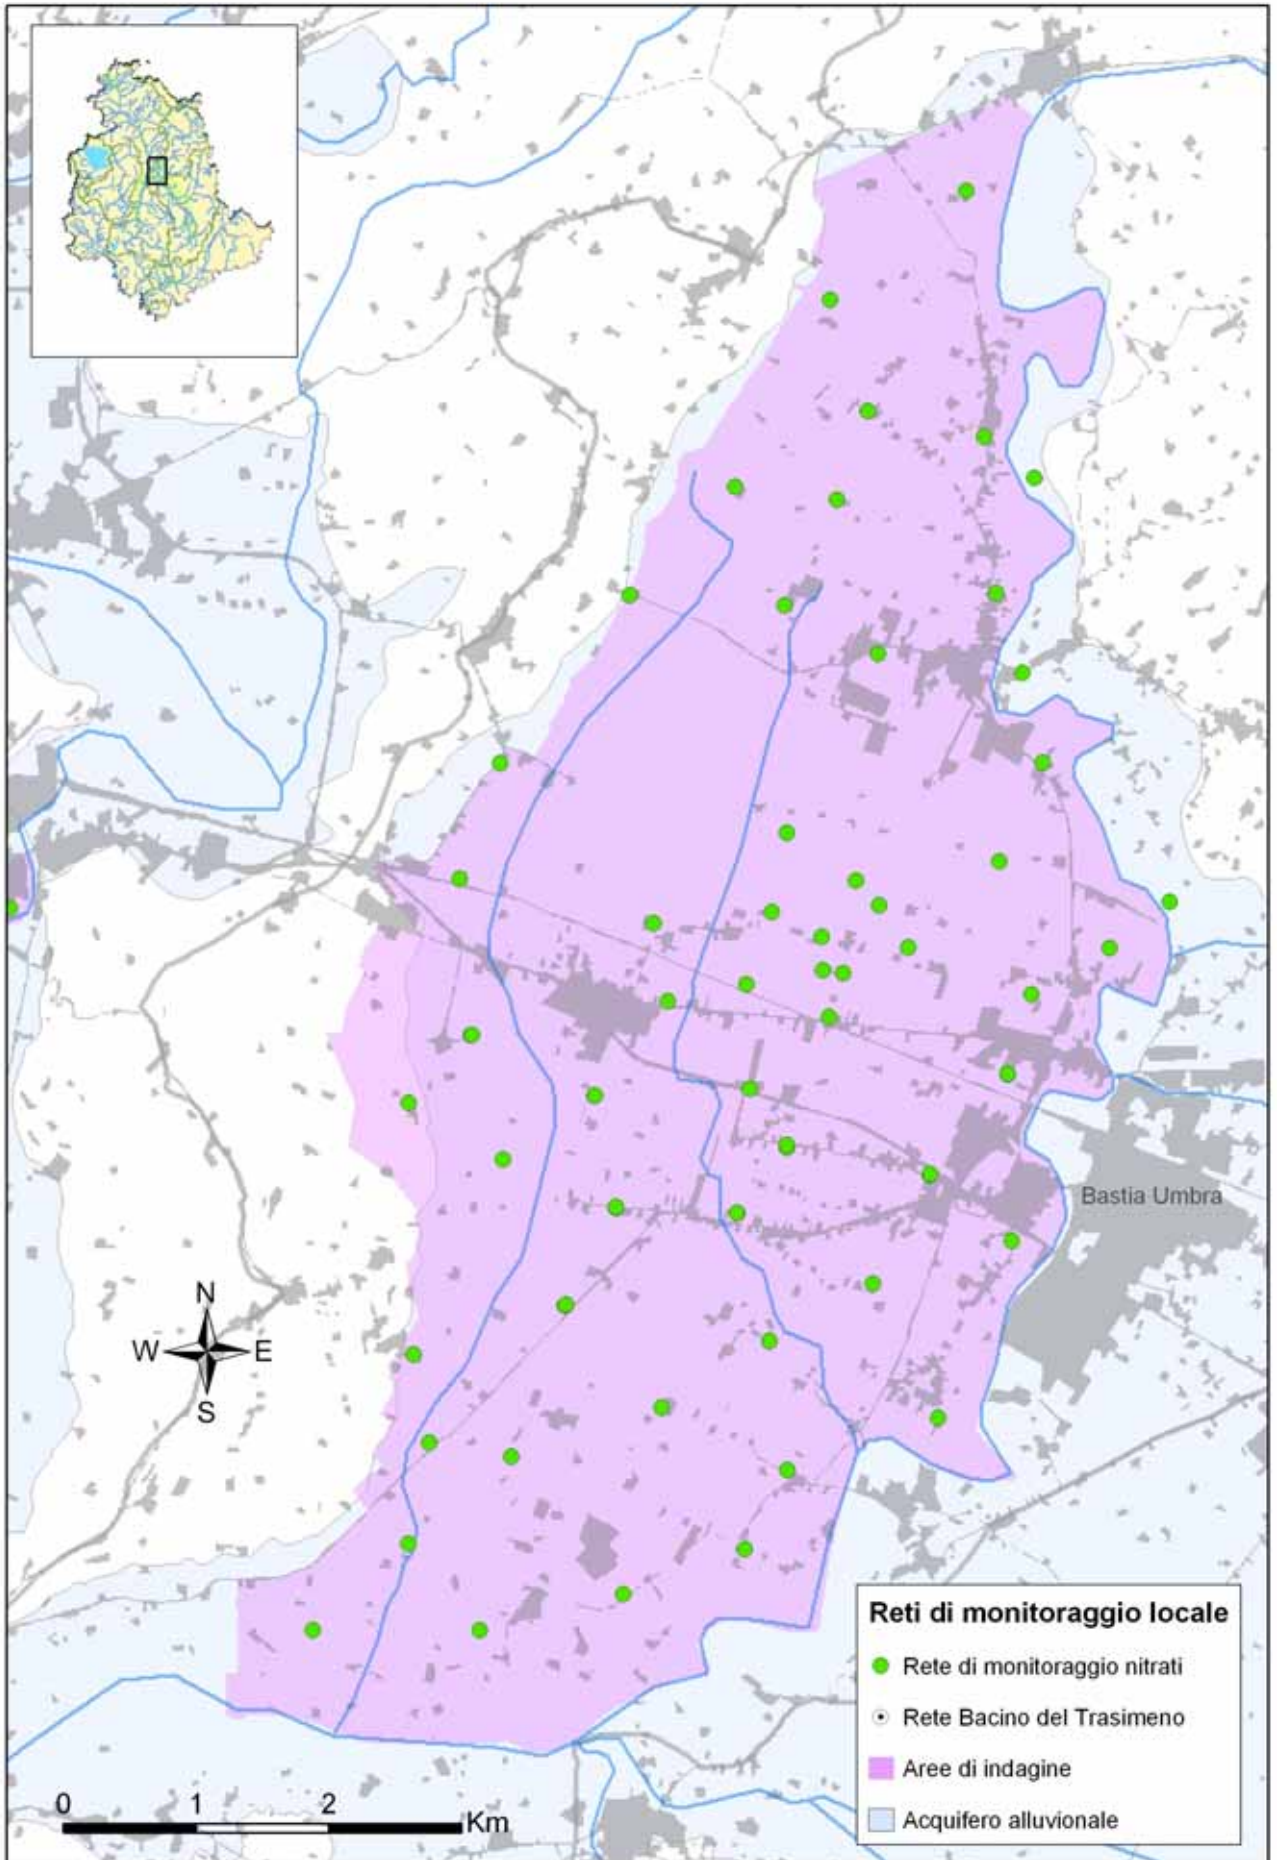 Bastia Umbra
N
W E
S
Reti di monitoraggio locale
Rete di monitoraggio nitrati
Rete Bacino del Trasimeno
Aree di indagine
Acquifero alluvionale
0 1 2 Km